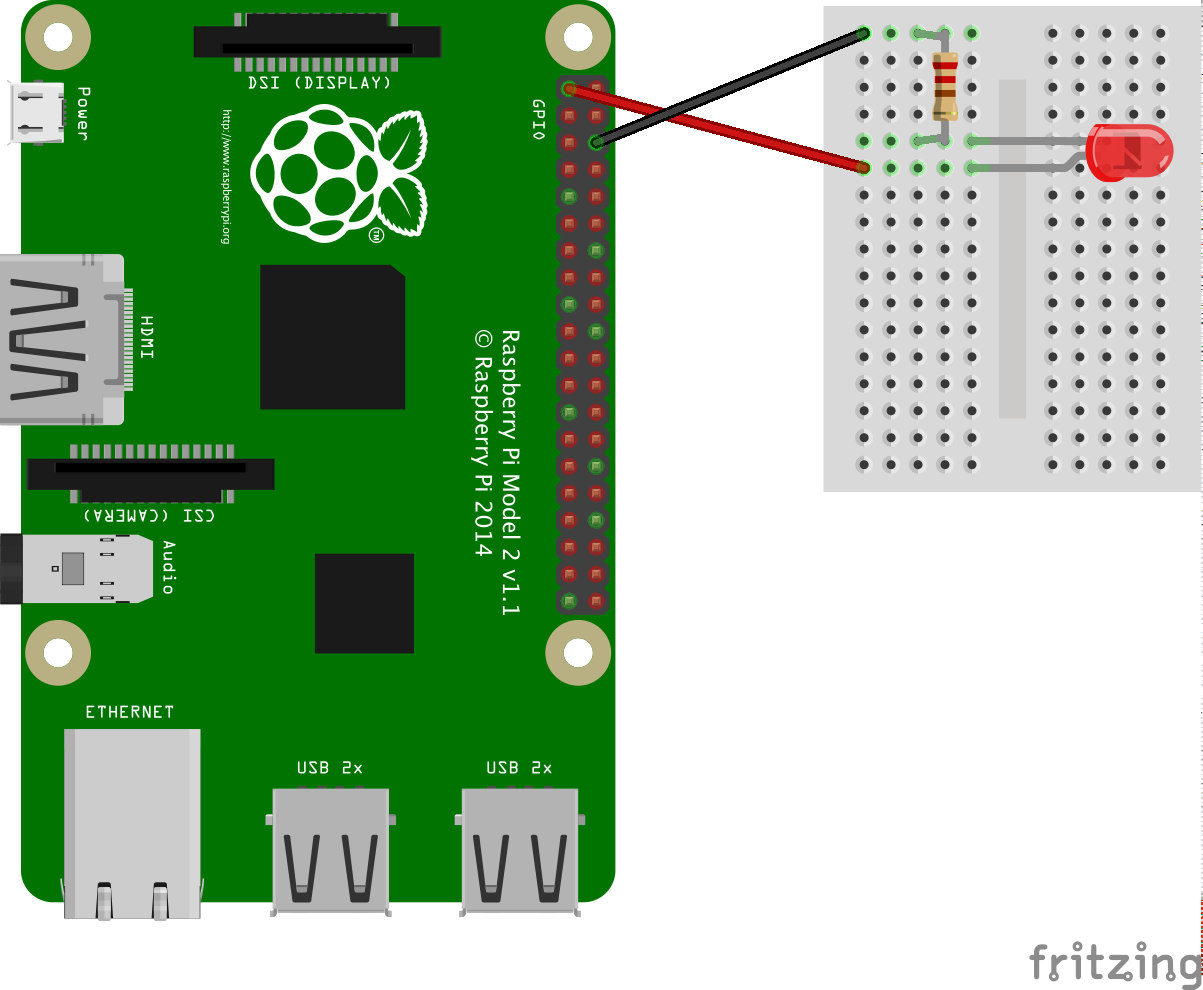 DSI (DISPLAY)
Power
GPIO
http://www.raspberrypi.org
TM
HDMI
Raspberry Pi Model 2 v1.1
© Raspberry Pi 2014
CSI (CAMERA)
Audio
ETHERNET
USB 2x
USB 2x
fritzing